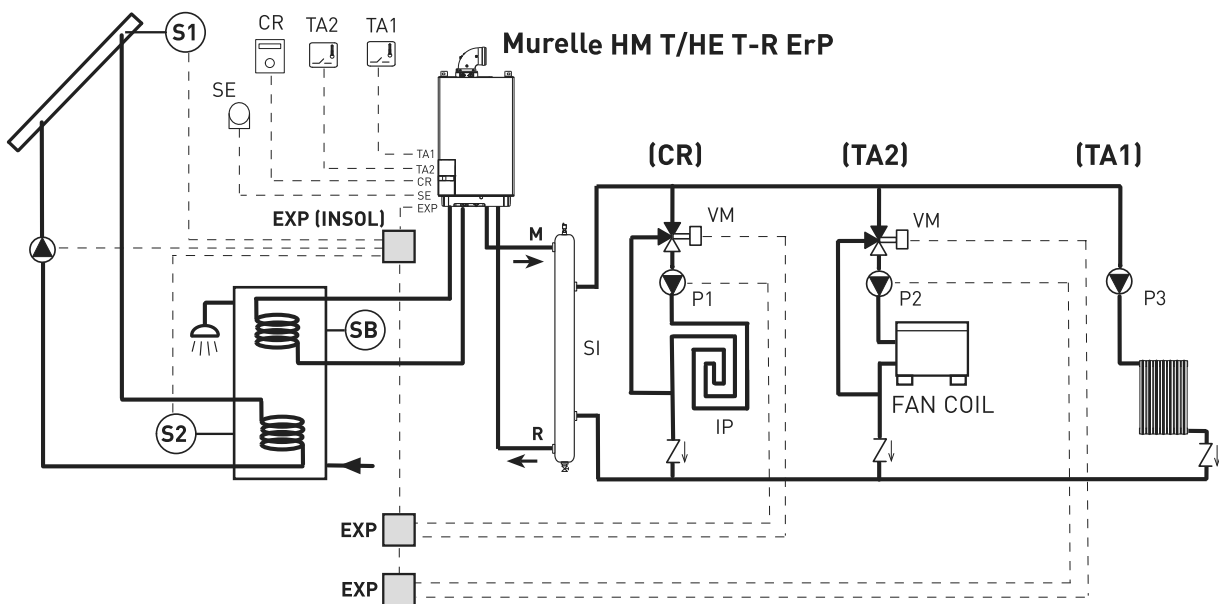 S1
CR
TA2
TA1
Murelle HM T/HE T-R ErP
SE
TA1
TA2
CR
SE
EXP
(CR)
(TA2)
(TA1)
EXP (INSOL)
M
VM
VM
P1
P2
P3
SB
SI
FAN COIL
S2
R
IP
EXP
EXP